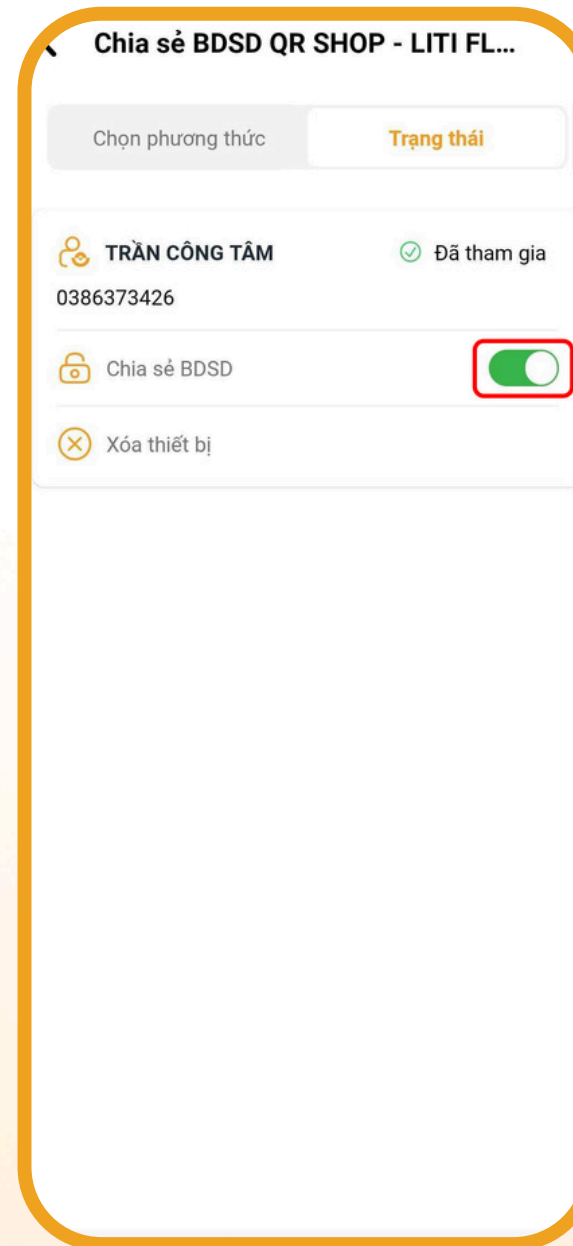 Chia sẻ BDSD QR SHOP - LITI FL...
Chọn phương thức
Trạng thái
TRẦN CÔNG TÂM
Đã tham gia
0386373426
Chia sẻ BDSD
Xóa thiết bị